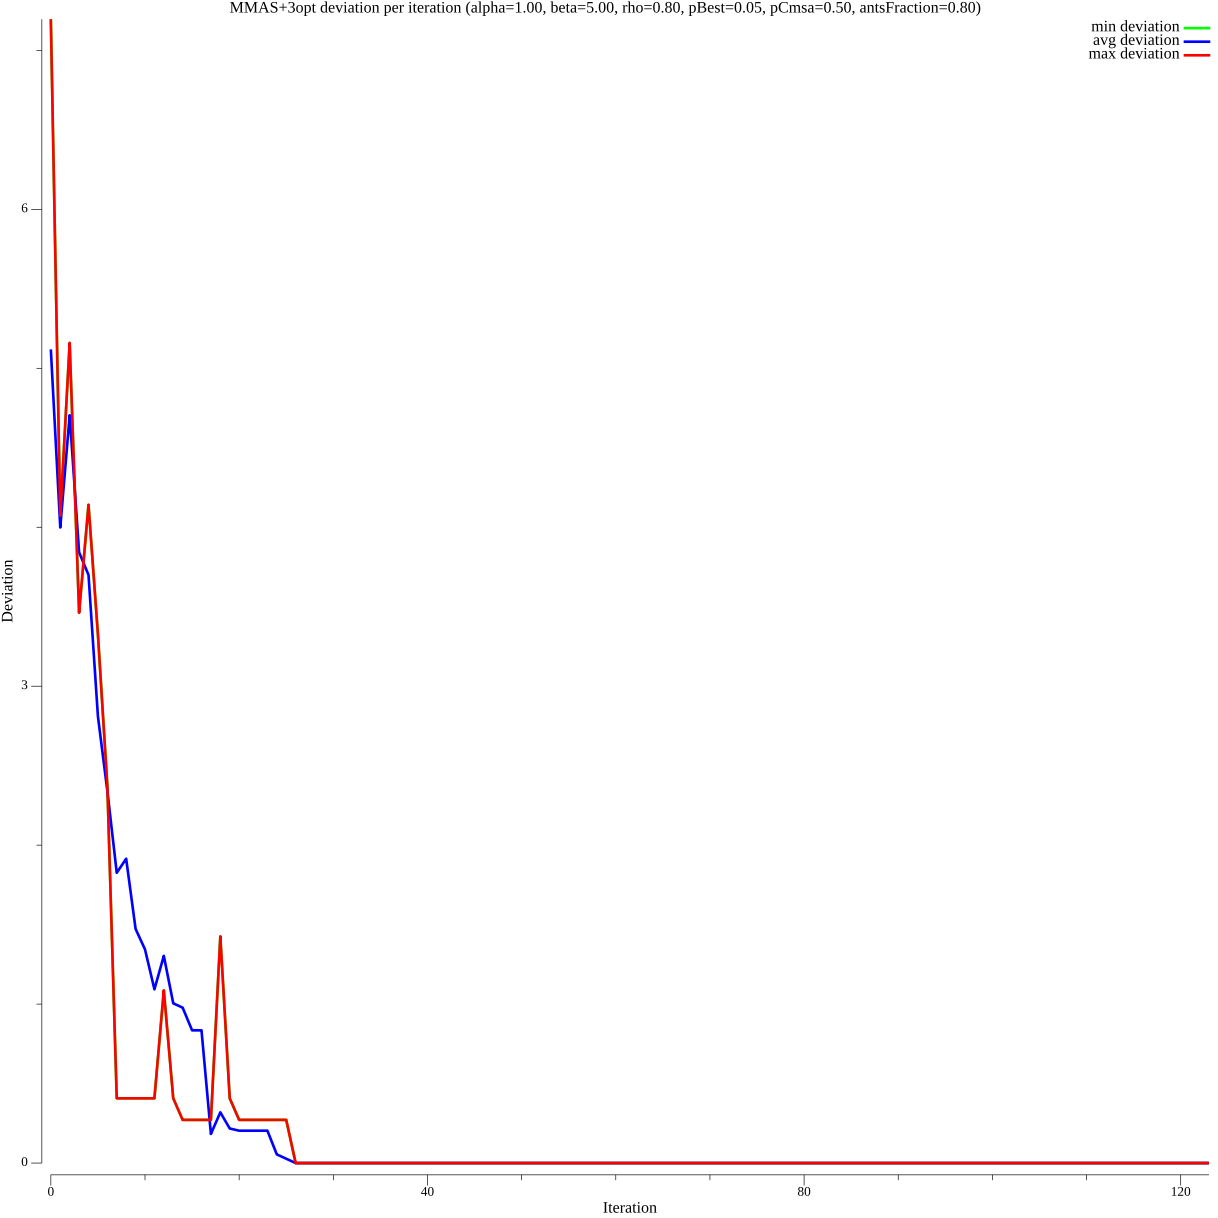 MMAS+3opt deviation per iteration (alpha=1.00, beta=5.00, rho=0.80, pBest=0.05, pCmsa=0.50, antsFraction=0.80)
min deviation
avg deviation
max deviation
6
3
0
Deviation
0 40 80 120
Iteration